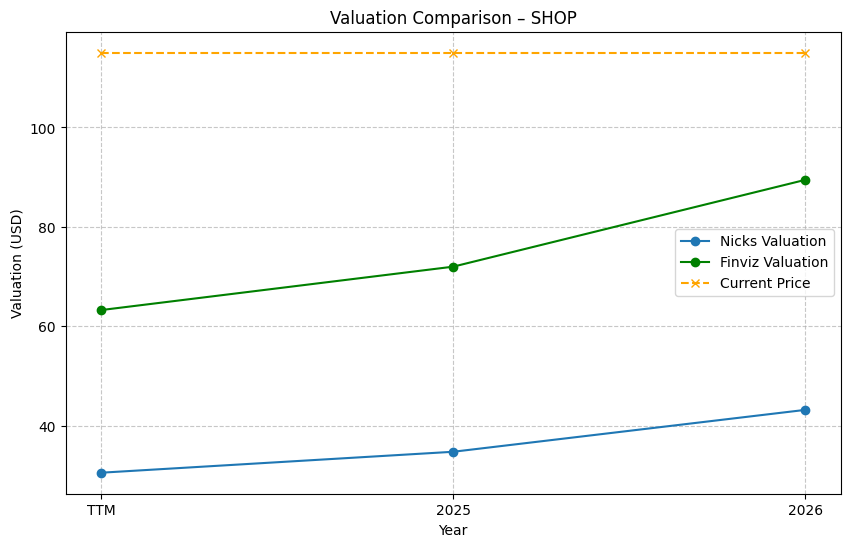 Valuation Comparison – SHOP
Valuation (USD)
100
80
60
40
Nicks Valuation
Finviz Valuation
Current Price
TTM
2025
2026
Year